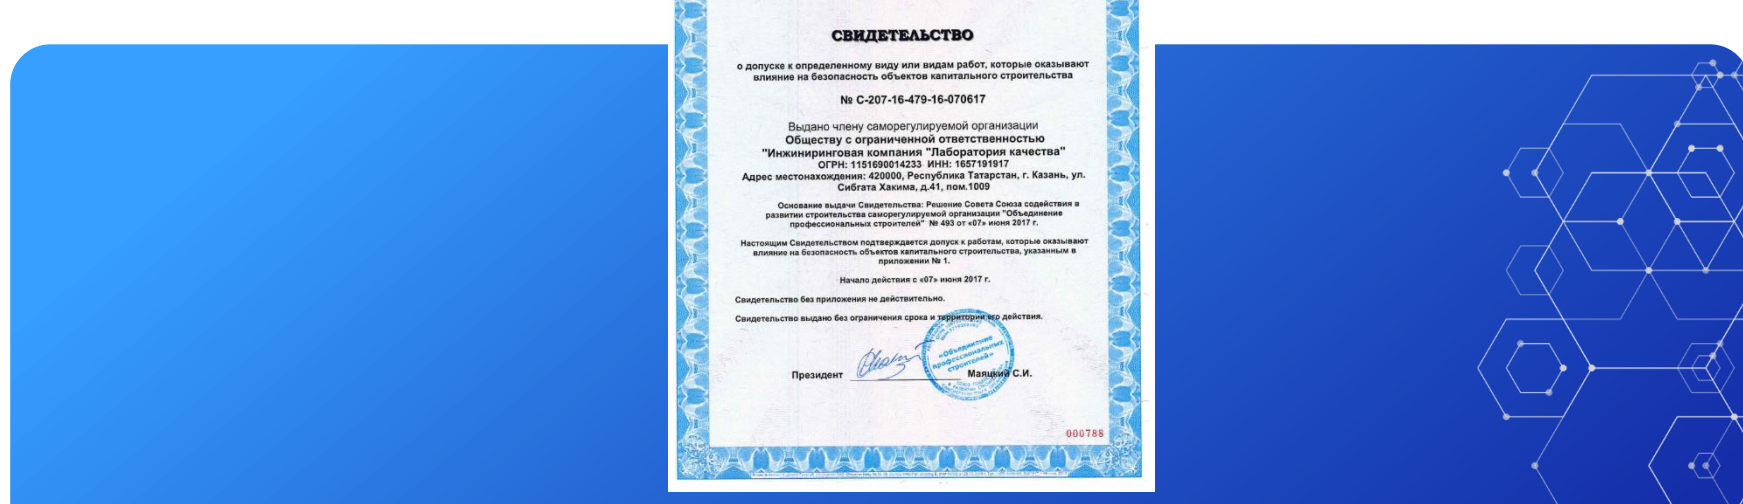 СВИДЕТЕЛЬСТВО
о допуске к определенному виду или видам работ, которые оказывают
влияние на безопасность объектов капитального строительства
№ С-207-16-479-16-070617
Выдано члену саморегулируемой организации
Обществу с ограниченной ответственностью
"Инжиниринговая компания "Лаборатория качества"
ОГРН: 1151690014233 ИНН: 1657191917
Адрес местонахождения: 420000, Республика Татарстан, г. Казань, ул.
Сибгата Хакима, д.41, пом.1009
Основание выдачи Свидетельства: Решение Совета Союза содействия в
развитии строительства саморегулируемой организации "Объединение
профессиональных строителей" № 493 от «07» июня 2017 г.
Настоящим Свидетельством подтверждается допуск к работам, которые оказывают
влияние на безопасность объектов капитального строительства, указанным в
приложении № 1.
Начало действия с «07» июня 2017 г.
Свидетельство без приложения не действительно.
Свидетельство выдано без ограничения срока и территории его действия.
«Объединение
профессиональных
строителей»
Президент Маяцкий С.И.
000788